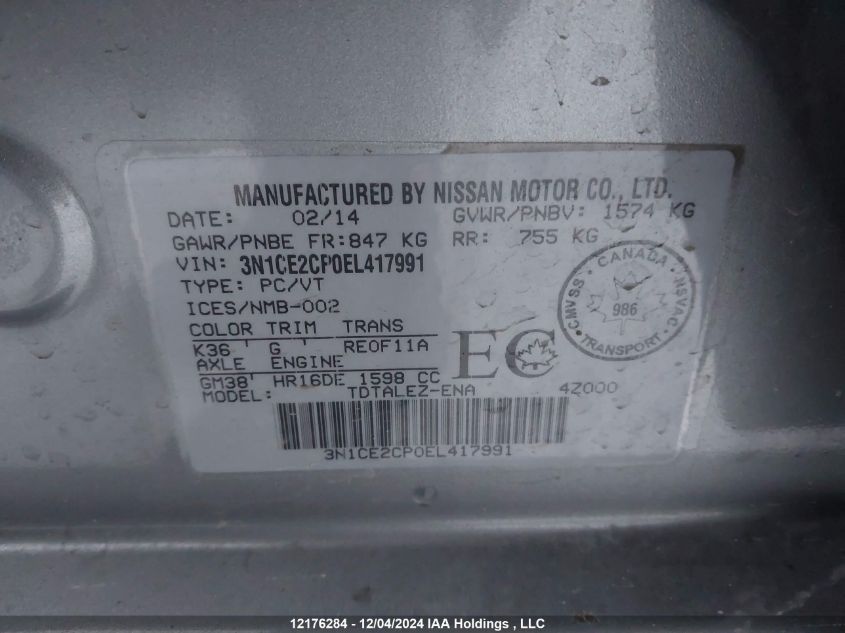 MANUFACTURED BY NISSAN MOTOR CO., LTD.
DATE: 02/14 GVWR/PNBV: 1574 KG
GAWR/PNBE FR:847 KG RR: 755 KG
VIN: 3N1CE2CP0EL417991
TYPE: PC/VT
ICES/NMB-002
COLOR TRIM TRANS
K36 ' G ' RE0F11A
AXLE ENGINE
GM38' HR16DE 1598 CC
MODEL: TDTALEZ-ENA 4Z000
EC
CANADA
CMVSS NSVAC
986
TRANSPORT
3N1CE2CP0EL417991
12176284 - 12/04/2024 IAA Holdings , LLC